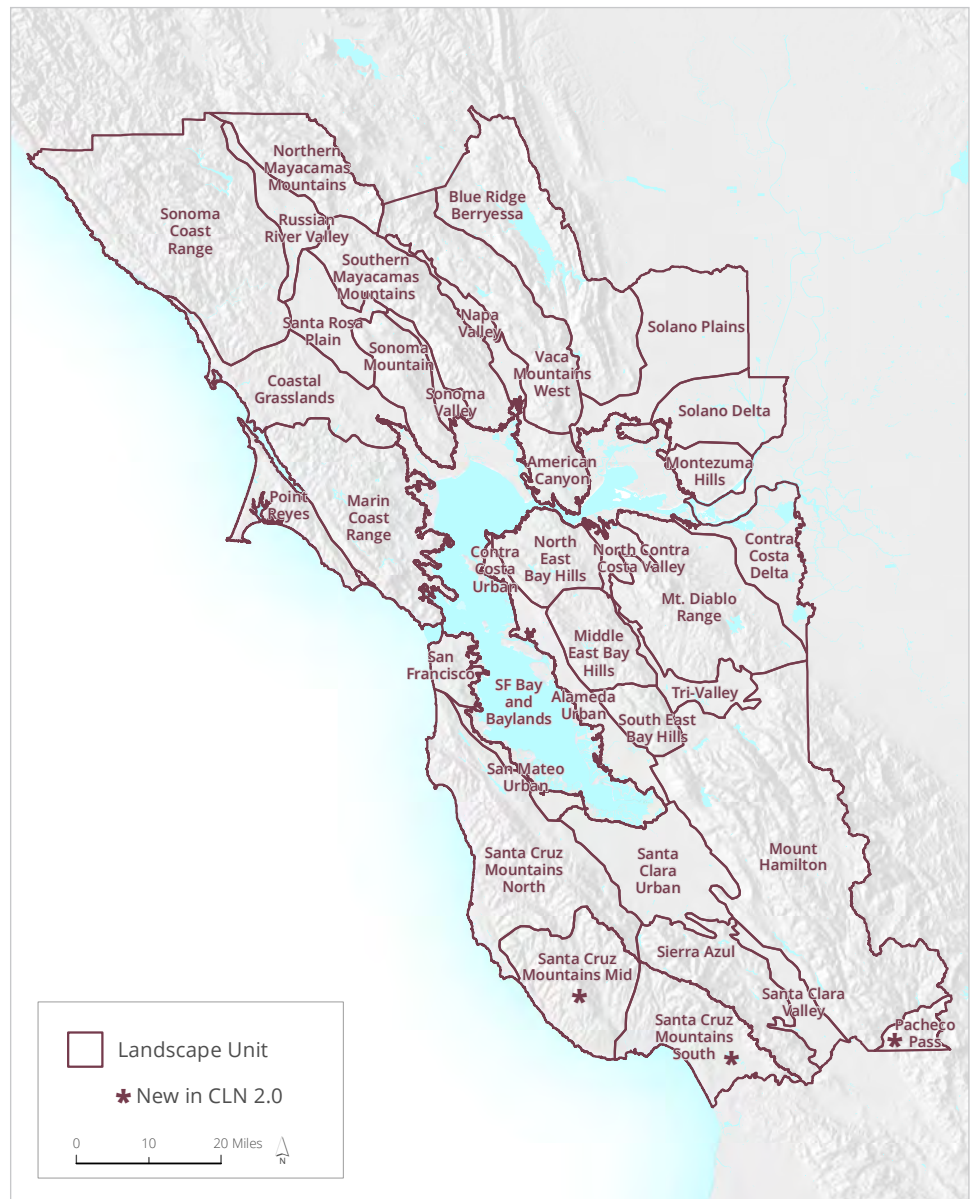 Northern
Mayacamas
Mountains
Blue Ridge
Berryessa
Sonoma
Coast
Range
Russian
River Valley
Southern
Mayacamas
Mountains
Napa
Valley
Solano Plains
Santa Rosa
Plain
Sonoma
Mountain
Vaca
Mountains
West
Coastal
Grasslands
Sonoma
Valley
Solano Delta
American
Canyon
Montezuma
Hills
Point
Reyes
Marin
Coast
Range
Contra
Costa
Urban
North
East
Bay Hills
North Contra
Costa Valley
Contra
Costa
Delta
Mt. Diablo
Range
Middle
East Bay
Hills
San
Francisco
SF Bay
and
Baylands
Alameda
Urban
Tri-Valley
South East
Bay Hills
San Mateo
Urban
Santa Cruz
Mountains
North
Santa
Clara
Urban
Mount
Hamilton
Santa Cruz
Mountains Mid
*
Sierra Azul
Santa Clara
Valley
Santa Cruz
Mountains
South *
Pacheco
* Pass
Landscape Unit
* New in CLN 2.0
0 10 20 Miles
N